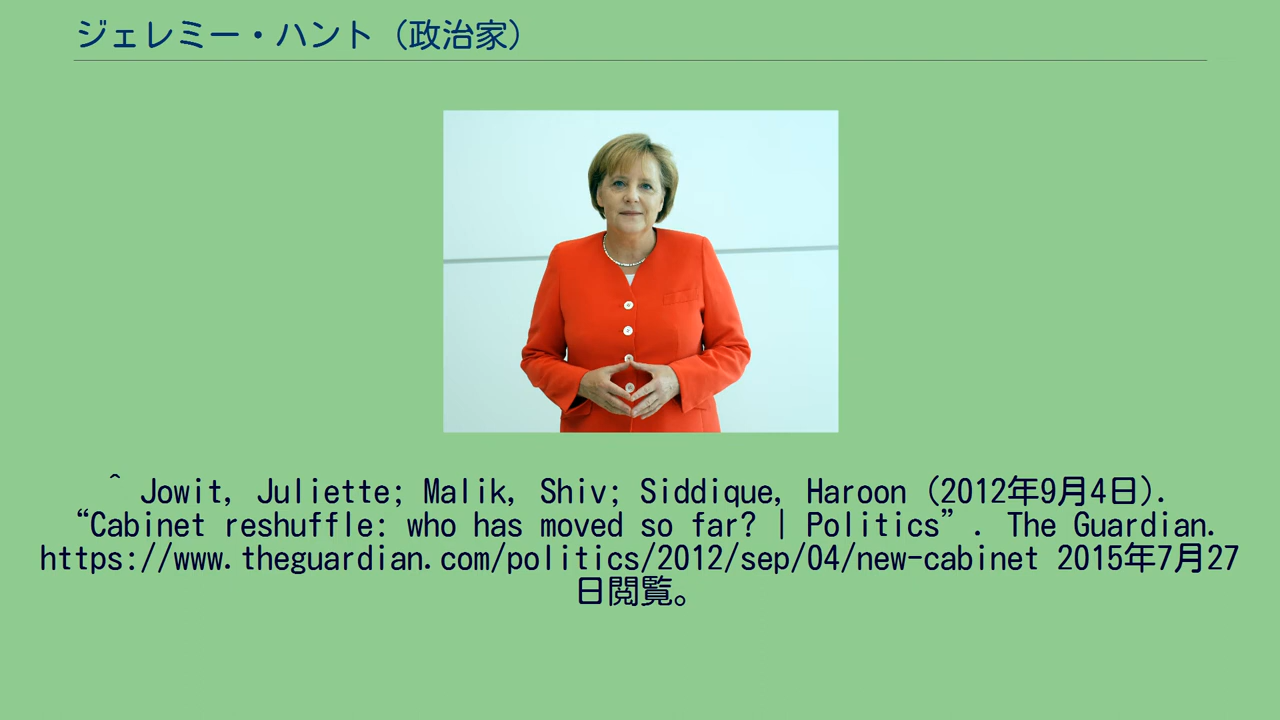 ジェレミー・ハント（政治家）
^ Jowit, Juliette; Malik, Shiv; Siddique, Haroon (2012年9月4日).
“Cabinet reshuffle: who has moved so far? | Politics”. The Guardian.
https://www.theguardian.com/politics/2012/sep/04/new-cabinet 2015年7月27
日閲覧。